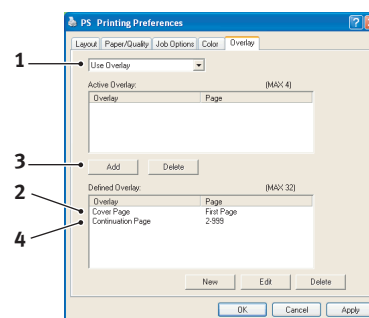 PS Printing Preferences
Layout Paper/Quality Job Options Color Overlay
1 Use Overlay
Active Overlay: (MAX 4)
Overlay Page
3 Add Delete
Defined Overlay: (MAX 32)
Overlay Page
2 Cover Page First Page
4 Continuation Page 2-999
New Edit Delete
OK Cancel Apply